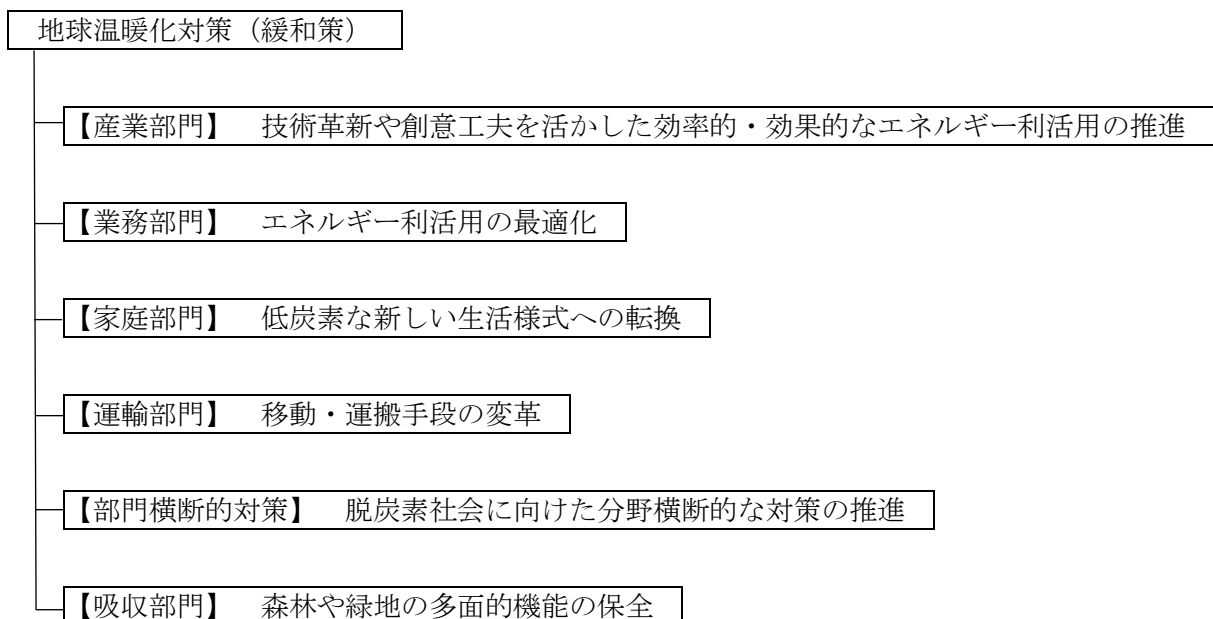 地球温暖化対策（緩和策）
【産業部門】　技術革新や創意工夫を活かした効率的・効果的なエネルギー利活用の推進
【業務部門】　エネルギー利活用の最適化
【家庭部門】　低炭素な新しい生活様式への転換
【運輸部門】　移動・運搬手段の変革
【部門横断的対策】　脱炭素社会に向けた分野横断的な対策の推進
【吸収部門】　森林や緑地の多面的機能の保全